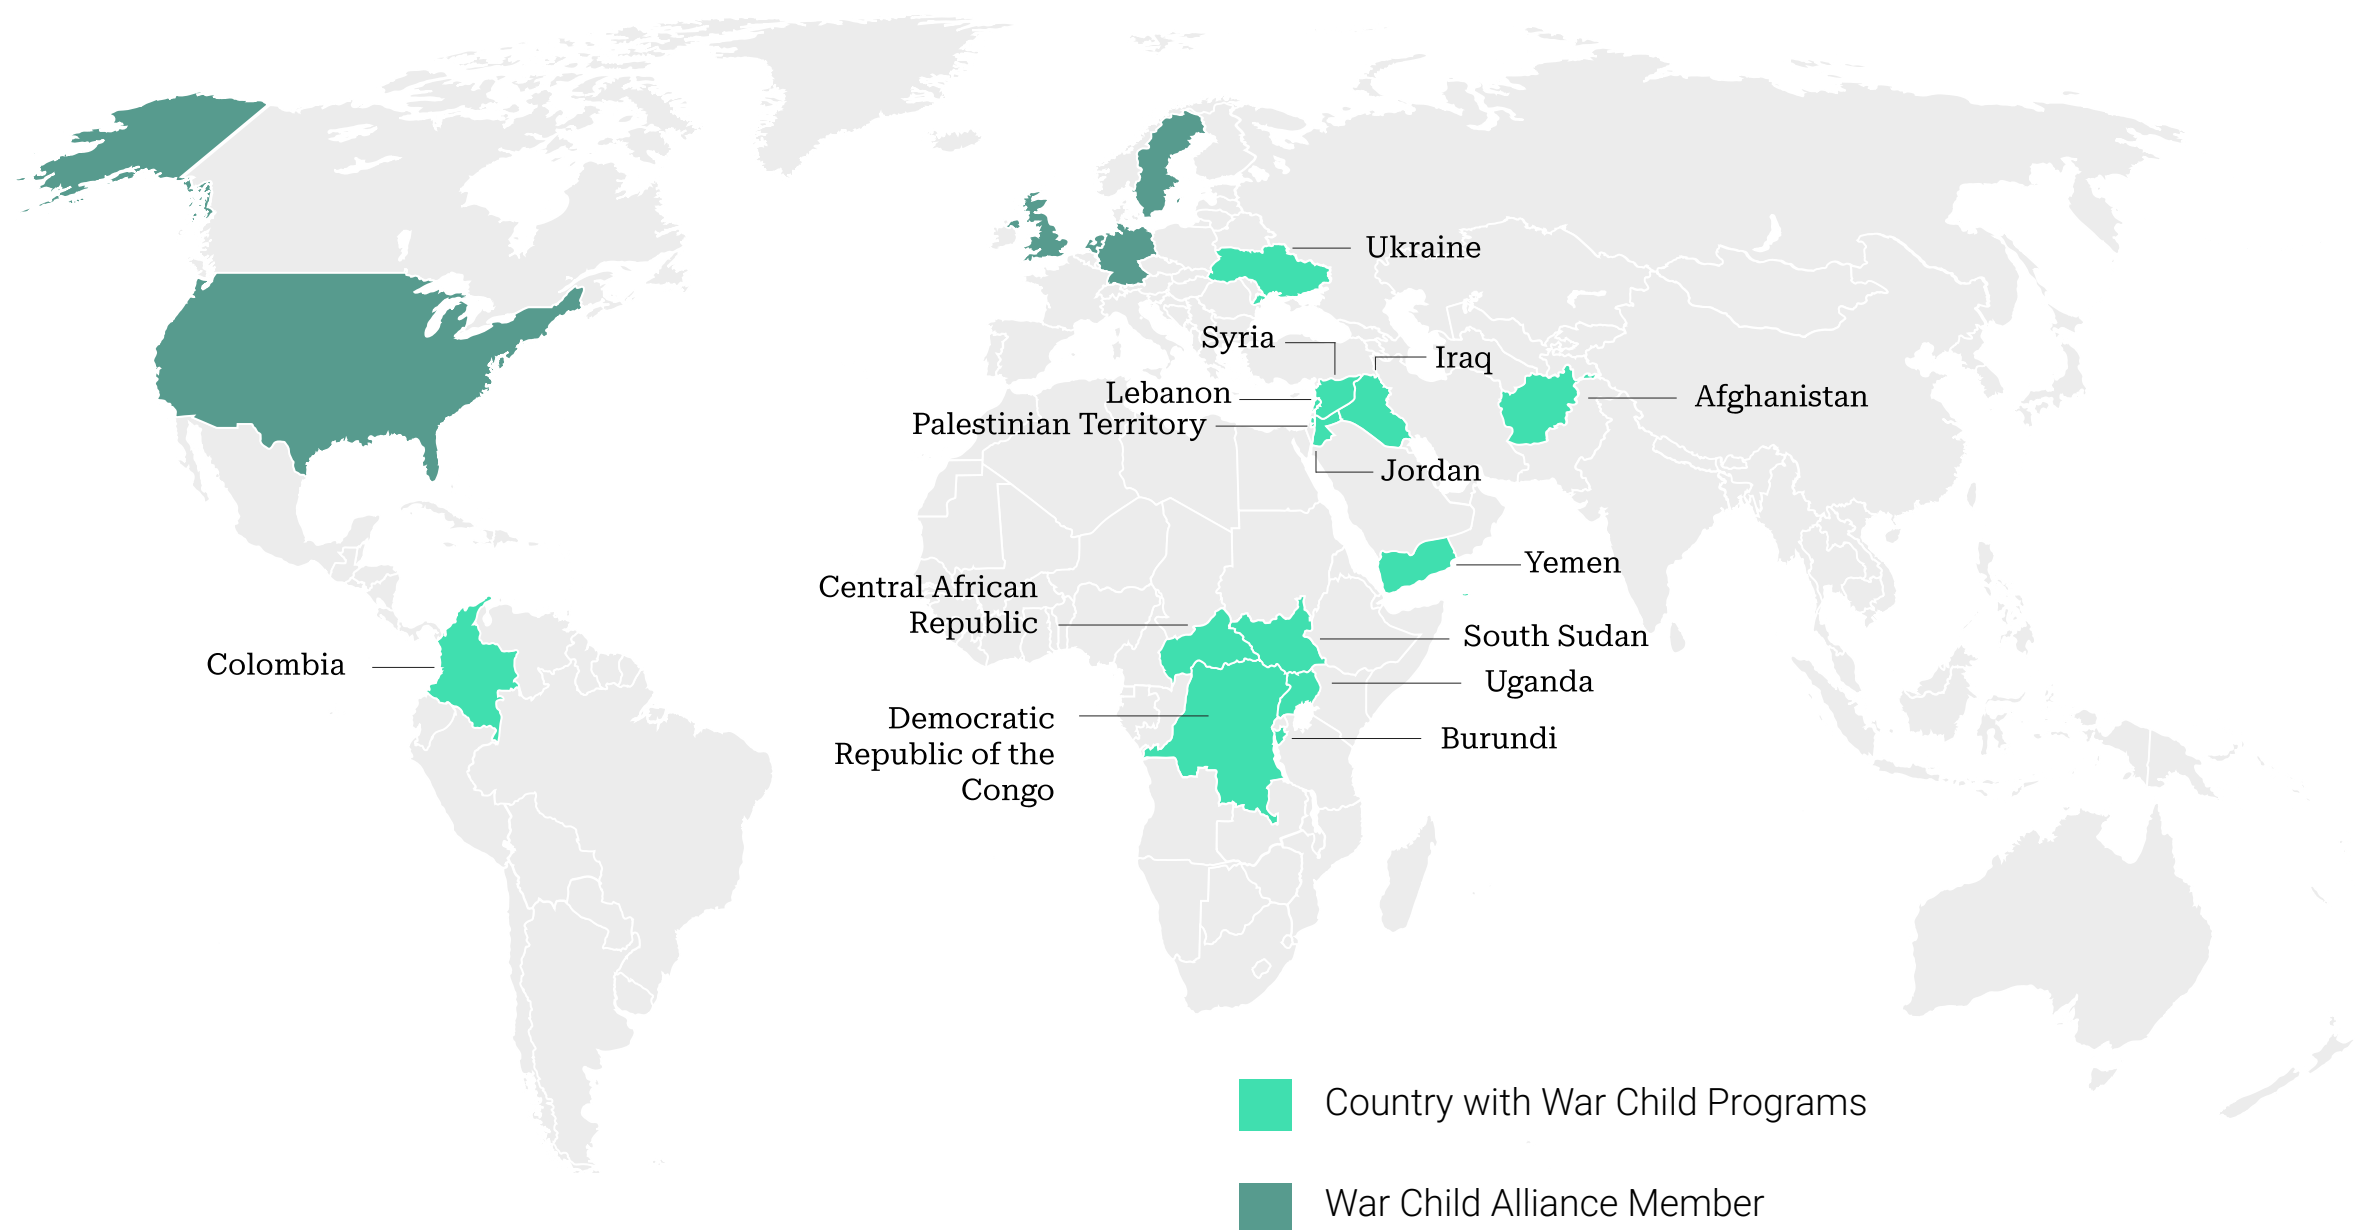 Ukraine
Syria
Iraq
Lebanon
Afghanistan
Palestinian Territory
Jordan
Yemen
Central African
Republic
South Sudan
Colombia
Uganda
Democratic
Republic of the
Congo
Burundi
Country with War Child Programs
War Child Alliance Member